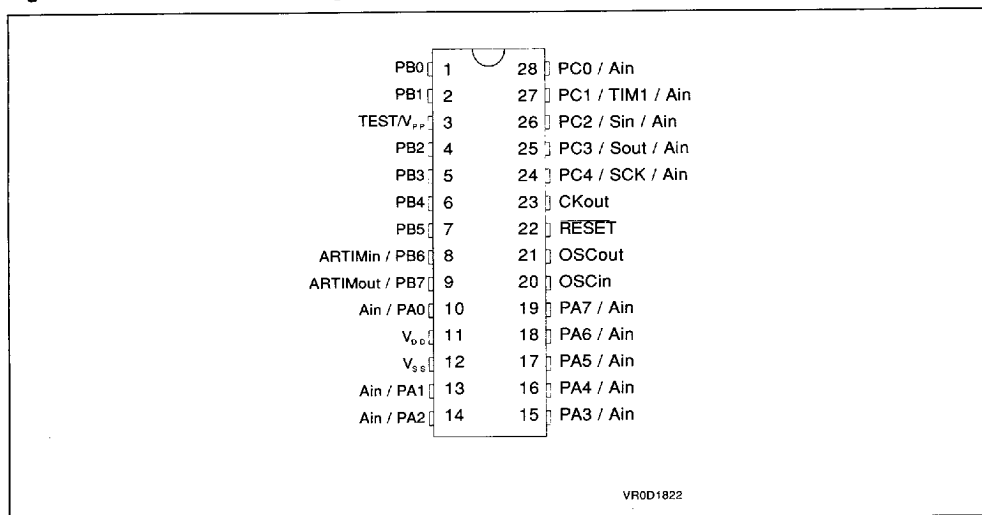 PB0 1 28 PC0 / Ain
PB1 2 27 PC1 / TIM1 / Ain
TEST/VPP 3 26 PC2 / Sin / Ain
PB2 4 25 PC3 / Sout / Ain
PB3 5 24 PC4 / SCK / Ain
PB4 6 23 CKout
PB5 7 22 RESET
ARTIMin / PB6 8 21 OSCout
ARTIMout / PB7 9 20 OSCin
Ain / PA0 10 19 PA7 / Ain
VDD 11 18 PA6 / Ain
VSS 12 17 PA5 / Ain
Ain / PA1 13 16 PA4 / Ain
Ain / PA2 14 15 PA3 / Ain
VR0D1822